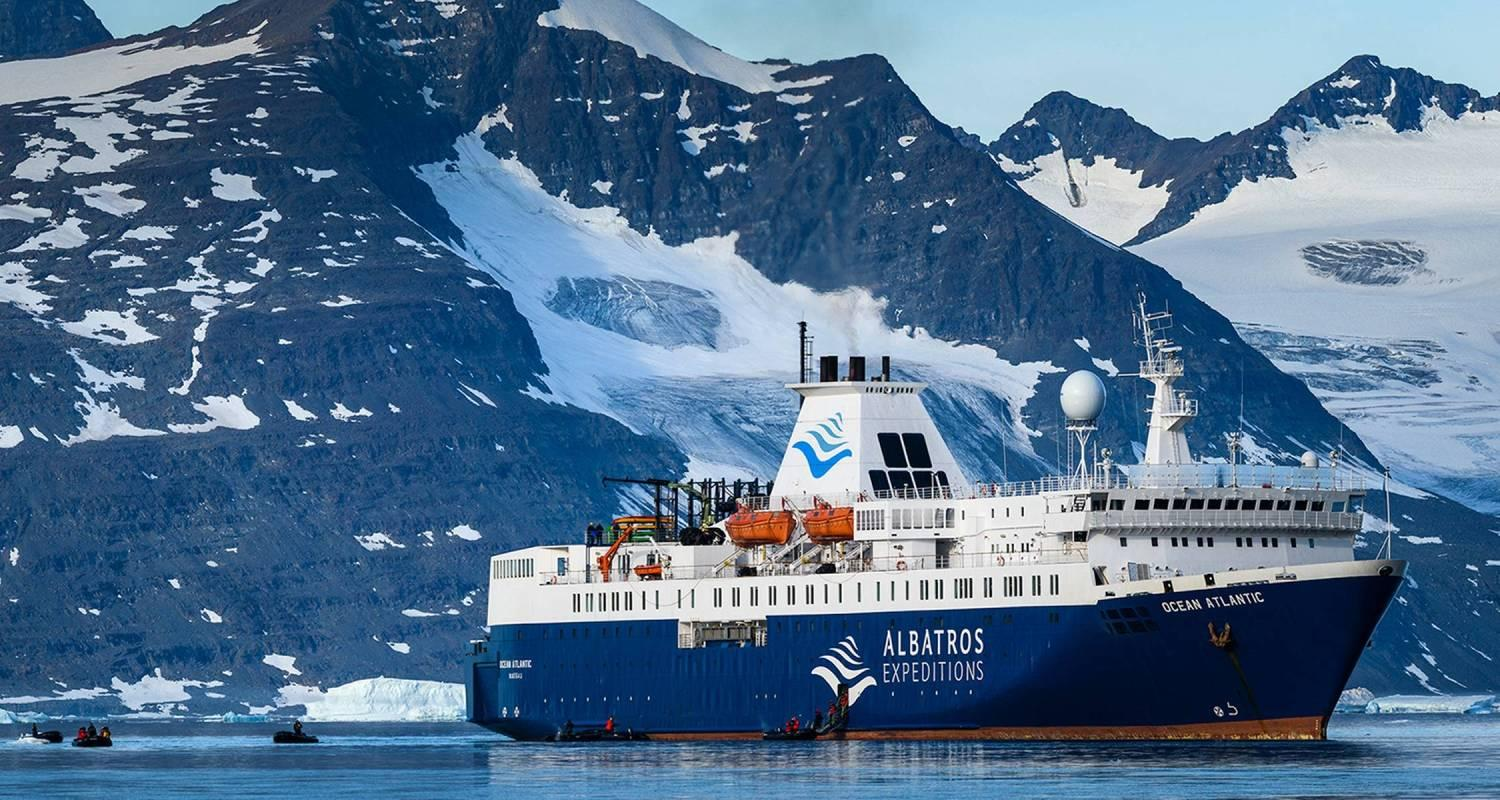 OCEAN ATLANTIC
ALBATROS
EXPEDITIONS
OCEAN ATLANTIC